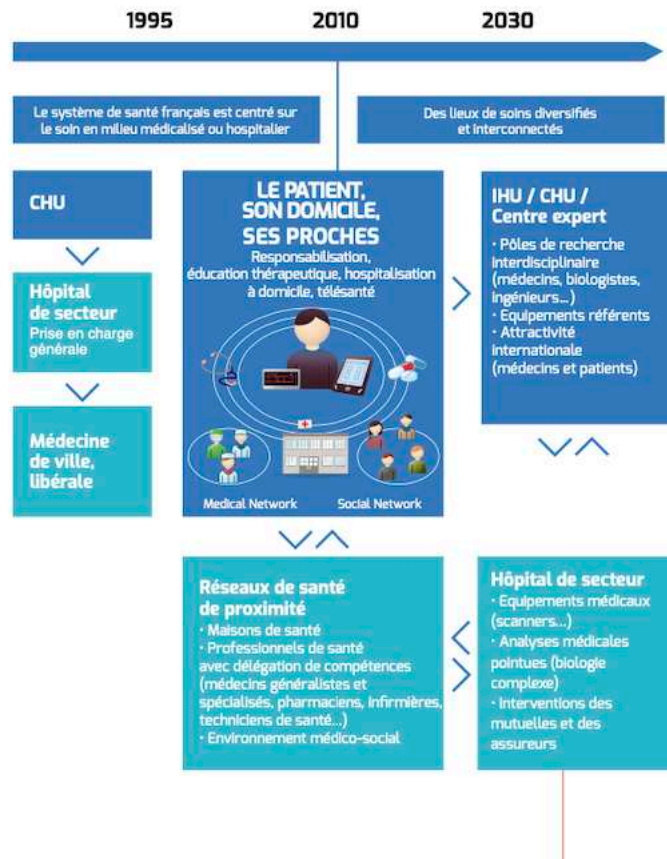 1995 2010 2030
Le système de santé français est centré sur
le soin en milieu médicalisé ou hospitalier
Des lieux de soins diversifiés
et interconnectés
CHU
Hôpital
de secteur
Prise en charge
générale
Médecine
de ville,
libérale
LE PATIENT,
SON DOMICILE,
SES PROCHES
Responsabilisation,
éducation thérapeutique, hospitalisation
à domicile, télésanté
Medical Network Social Network
IHU / CHU /
Centre expert
• Pôles de recherche
interdisciplinaire
(médecins, biologistes,
ingénieurs...)
• Equipements référents
• Attractivité
internationale
(médecins et patients)
Réseaux de santé
de proximité
• Maisons de santé
• Professionnels de santé
avec délégation de compétences
(médecins généralistes et
spécialisés, pharmaciens, infirmières,
techniciens de santé...)
• Environnement médico-social
Hôpital de secteur
• Equipements médicaux
(scanners...)
• Analyses médicales
pointues (biologie
complexe)
• Interventions des
mutuelles et des
assureurs